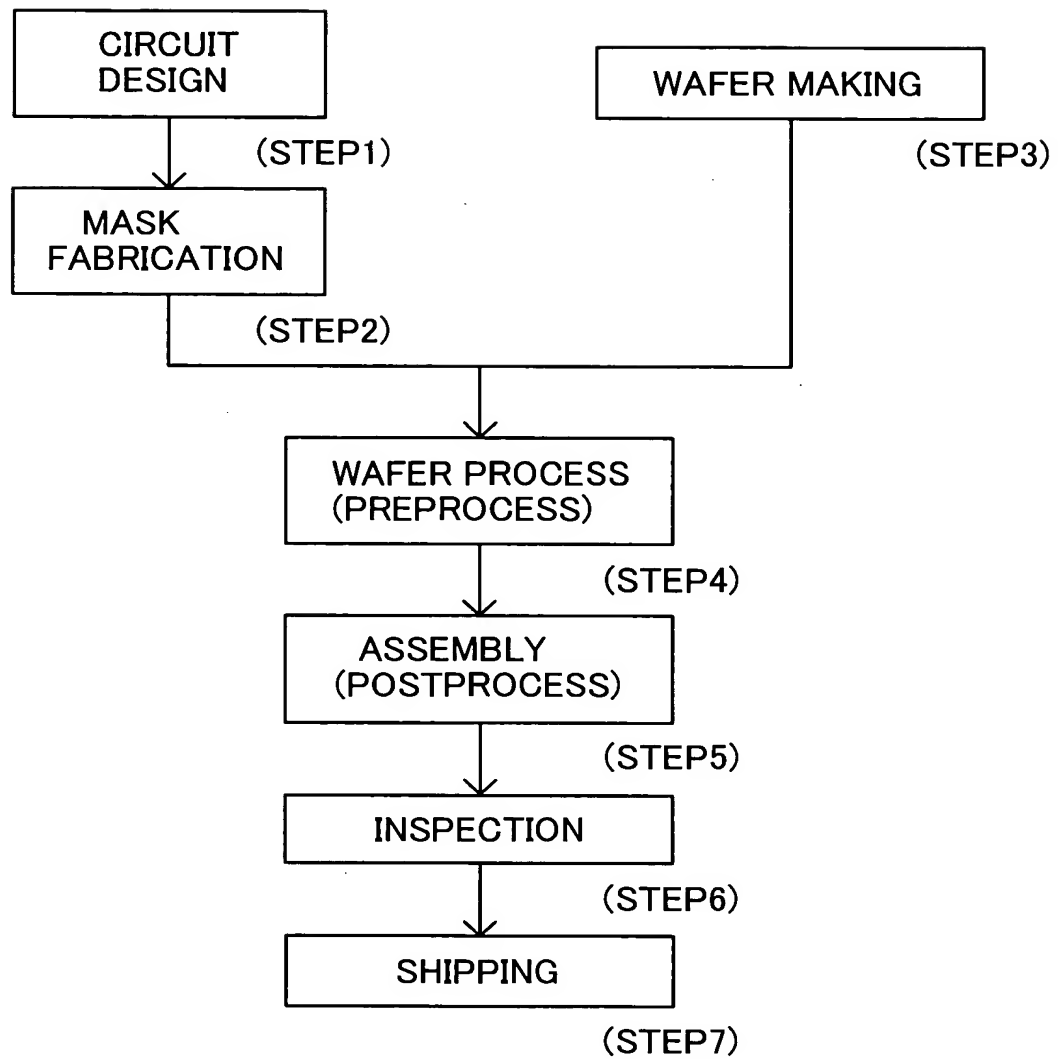 CIRCUIT
DESIGN
(STEP1)
MASK
FABRICATION
(STEP2)
WAFER MAKING
(STEP3)
WAFER PROCESS
(PREPROCESS)
(STEP4)
ASSEMBLY
(POSTPROCESS)
(STEP5)
INSPECTION
(STEP6)
SHIPPING
(STEP7)